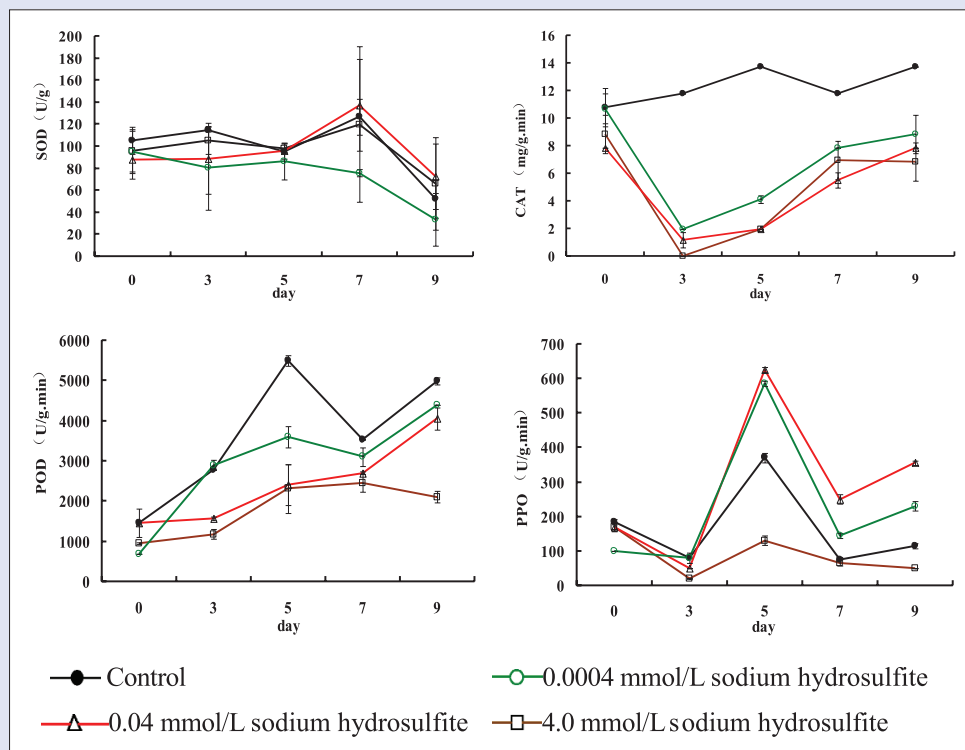 SOD（U/g）
200
180
160
140
120
100
80
60
40
20
0
0 3 5 7 9
day
CAT（mg/g.min）
16
14
12
10
8
6
4
2
0
0 3 5 7 9
day
POD（U/g.min）
6000
5000
4000
3000
2000
1000
0
0 3 5 7 9
day
PPO（U/g.min）
700
600
500
400
300
200
100
0
0 3 5 7 9
day
Control
0.0004 mmol/L sodium hydrosulfite
0.04 mmol/L sodium hydrosulfite
4.0 mmol/L sodium hydrosulfite